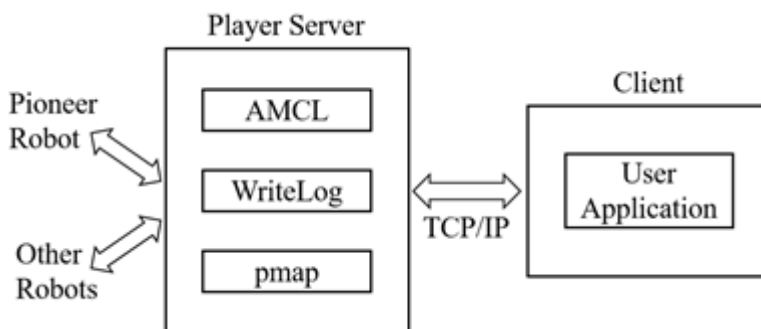 Player Server
Pioneer
Robot
AMCL
WriteLog
pmap
Other
Robots
TCP/IP
Client
User
Application